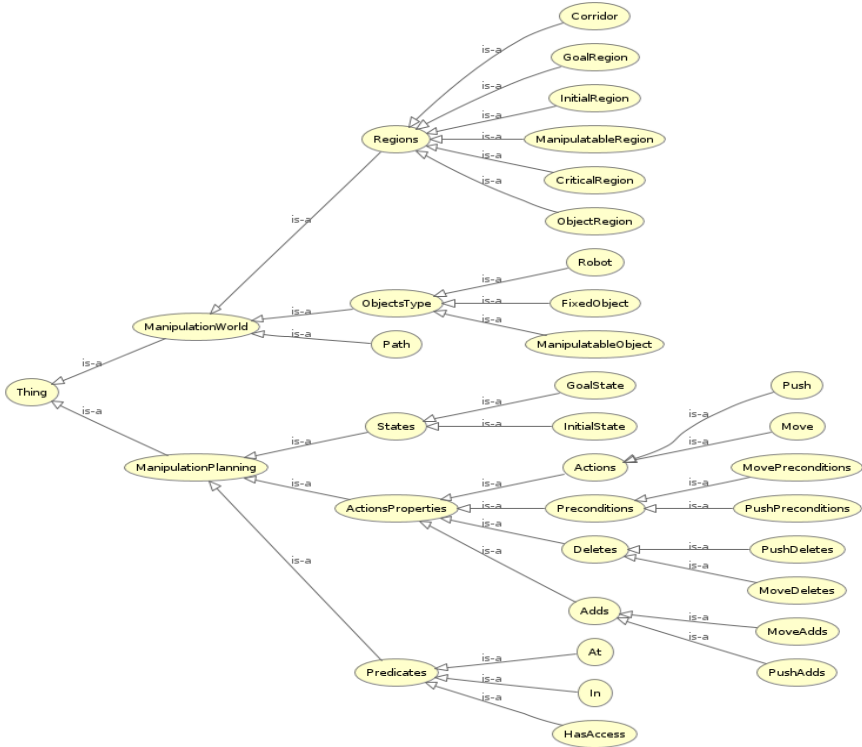 Corridor
is-a
GoalRegion
is-a
InitialRegion
is-a
Regions
is-a
ManipulatableRegion
is-a
CriticalRegion
is-a
ObjectRegion
is-a
Robot
is-a
ObjectsType
is-a
FixedObject
is-a
ManipulationWorld
is-a
Path
is-a
ManipulatableObject
is-a
Thing
is-a
is-a
GoalState
is-a
Push
is-a
States
is-a
InitialState
Move
is-a
ManipulationPlanning
is-a
Actions
is-a
MovePreconditions
is-a
is-a
ActionsProperties
is-a
Preconditions
is-a
PushPreconditions
is-a
Deletes
is-a
PushDeletes
is-a
is-a
MoveDeletes
is-a
Adds
is-a
MoveAdds
is-a
At
is-a
Predicates
is-a
PushAdds
In
is-a
HasAccess